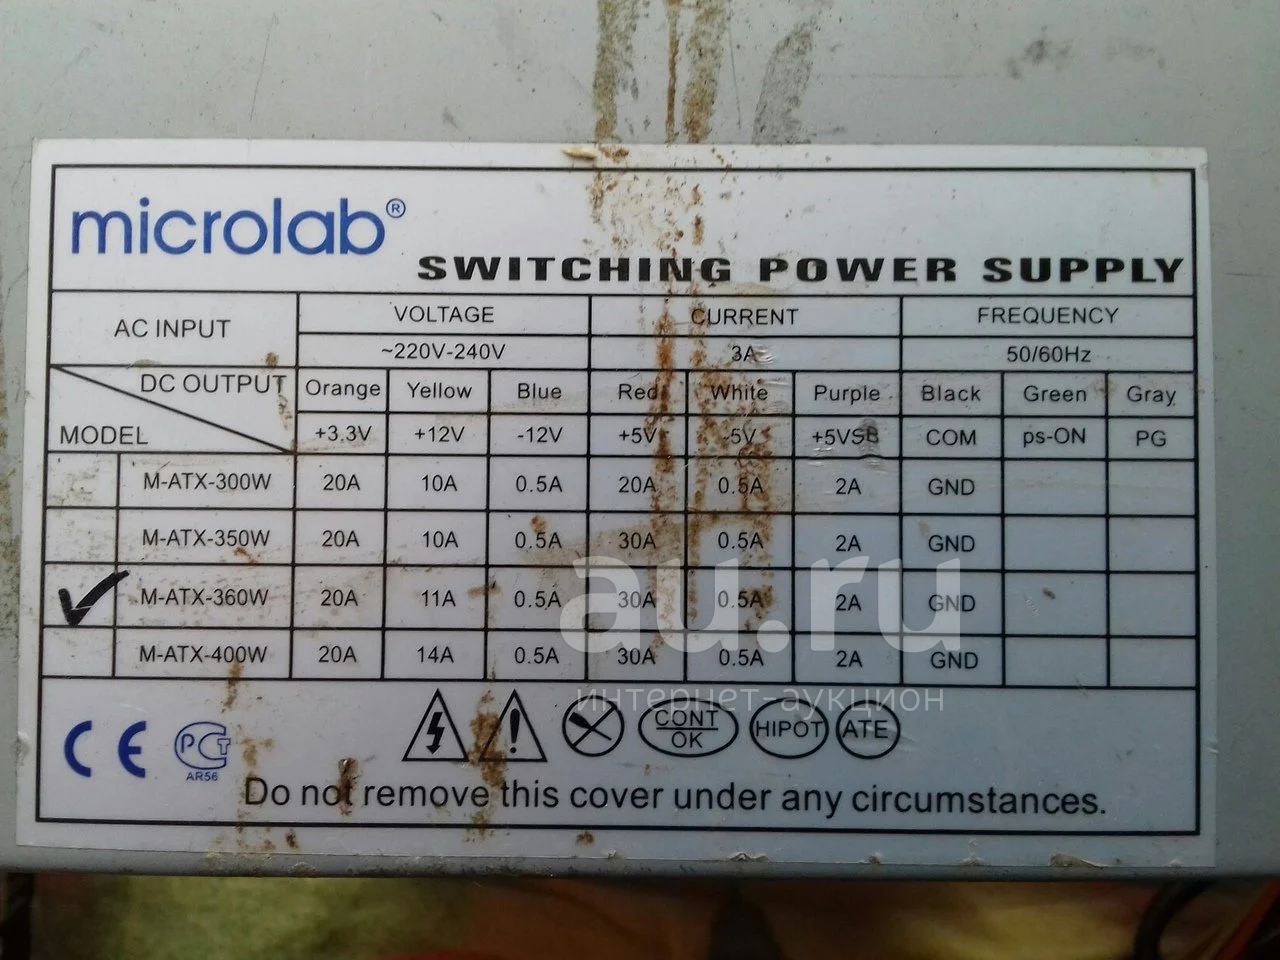 microlab®
SWITCHING POWER SUPPLY
AC INPUT VOLTAGE CURRENT FREQUENCY
~220V-240V 3A 50/60Hz
DC OUTPUT Orange Yellow Blue Red White Purple Black Green Gray
MODEL +3.3V +12V -12V +5V -5V +5VSB COM ps-ON PG
M-ATX-300W 20A 10A 0.5A 20A 0.5A 2A GND
M-ATX-350W 20A 10A 0.5A 30A 0.5A 2A GND
M-ATX-360W 20A 11A 0.5A 30A 0.5A 2A GND
M-ATX-400W 20A 14A 0.5A 30A 0.5A 2A GND
au.ru
интернет-аукцион
CE РСТ CONT HIPOT ATE
AR56 OK
Do not remove this cover under any circumstances.